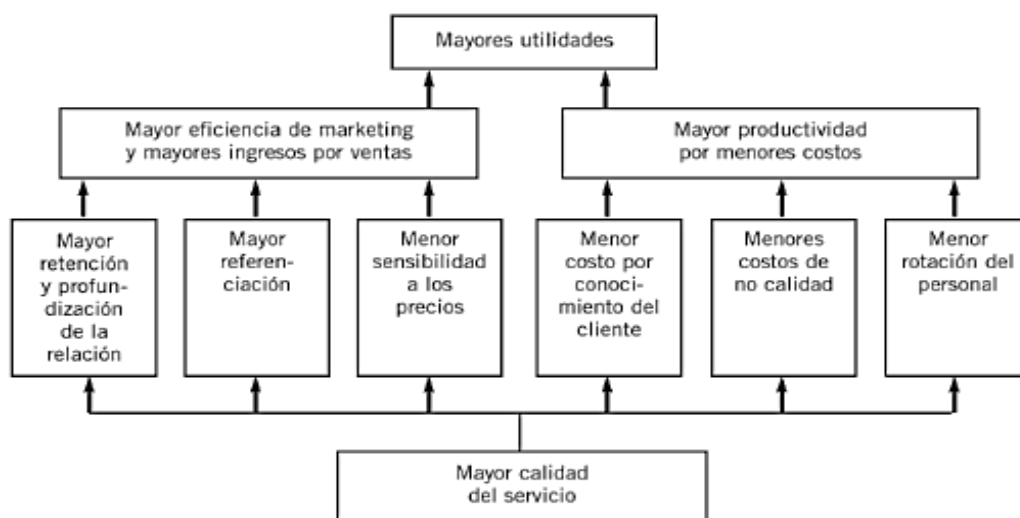 Mayores utilidades
Mayor eficiencia de marketing
y mayores ingresos por ventas
Mayor productividad
por menores costos
Mayor
retención
y profun-
dización
de la
relación
Mayor
referen-
ciación
Menor
sensibilidad
a los
precios
Menor
costo por
conoci-
miento del
cliente
Menores
costos de
no calidad
Menor
rotación del
personal
Mayor calidad
del servicio